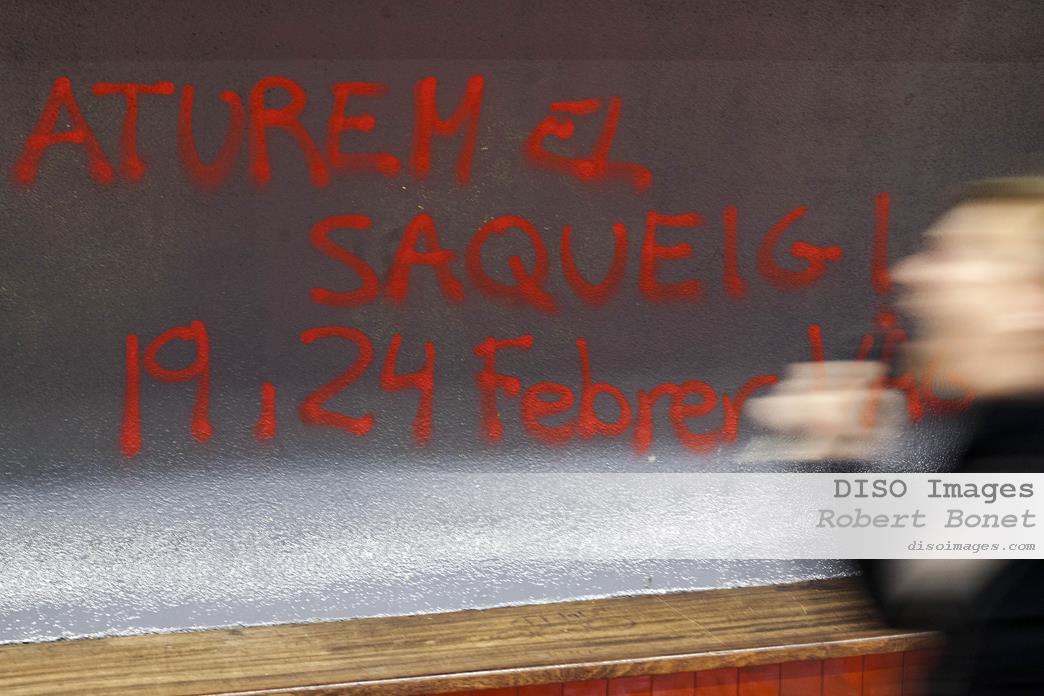 ATUREM EL
SAQUEIG!
19 i 24 Febrer
DISO Images
Robert Bonet
disoimages.com